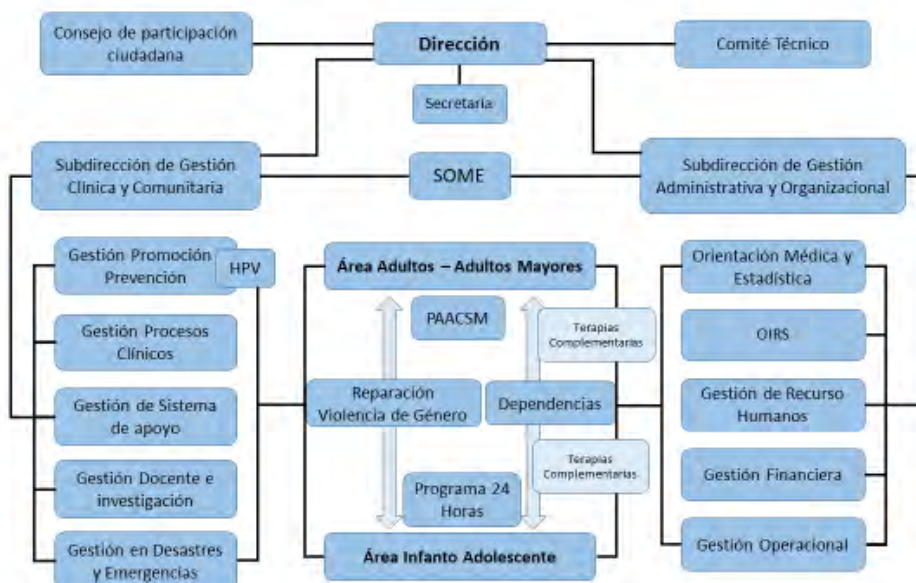 Consejo de participación
ciudadana
Dirección
Comité Técnico
Secretaria
Subdirección de Gestión
Clínica y Comunitaria
SOME
Subdirección de Gestión
Administrativa y Organizacional
Gestión Promoción
Prevención
HPV
Gestión Procesos
Clínicos
Gestión de Sistema
de apoyo
Gestión Docente e
investigación
Gestión en Desastres
y Emergencias
Área Adultos – Adultos Mayores
PAACSM
Terapias
Complementarias
Reparación
Violencia de Género
Dependencias
Terapias
Complementarias
Programa 24
Horas
Área Infanto Adolescente
Orientación Médica y
Estadística
OIRS
Gestión de Recurso
Humanos
Gestión Financiera
Gestión Operacional